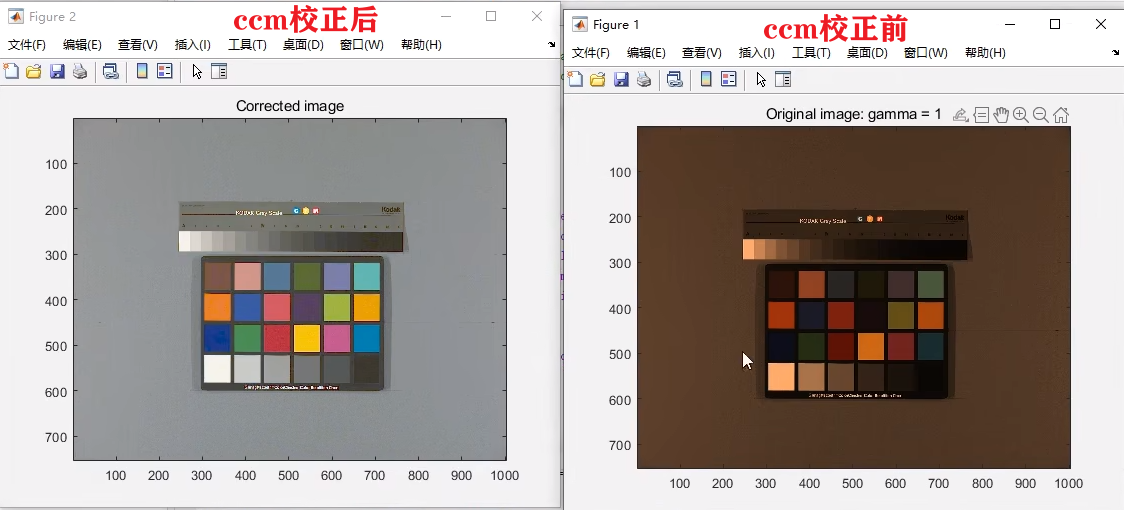 Figure 2
ccm校正后
文件(F) 编辑(E) 查看(V) 插入(I) 工具(T) 桌面(D) 窗口(W) 帮助(H)
Corrected image
KODAK Gray Scale
Kodak
100
200
300
400
500
600
700
100 200 300 400 500 600 700 800 900 1000
Figure 1
ccm校正前
文件(F) 编辑(E) 查看(V) 插入(I) 工具(T) 桌面(D) 窗口(W) 帮助(H)
Original image: gamma = 1
KODAK Gray Scale
Kodak
100
200
300
400
500
600
700
100 200 300 400 500 600 700 800 900 1000